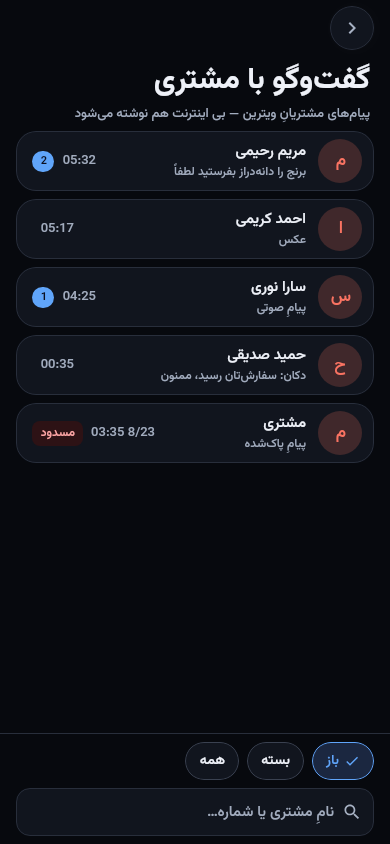 گفت‌وگو با مشتری
پیام‌های مشتریانِ ویترین — بی اینترنت هم نوشته می‌شود
م
مریم رحیمی
برنج را دانه‌دراز بفرستید لطفاً
05:32
2
ا
احمد کریمی
عکس
05:17
س
سارا نوری
پیامِ صوتی
04:25
1
ح
حمید صدیقی
دکان: سفارش‌تان رسید، ممنون
00:35
م
مشتری
پیامِ پاک‌شده
03:35 8/23
مسدود
باز
بسته
همه
نامِ مشتری یا شماره…